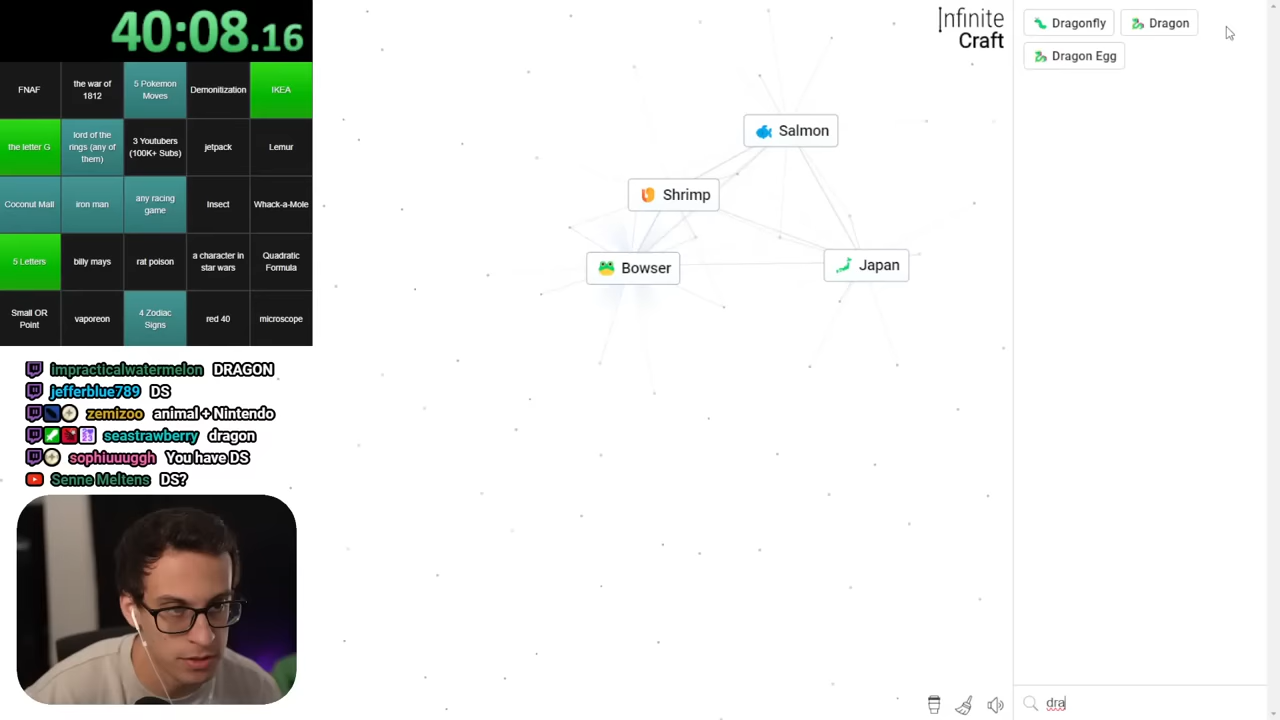 40:08.16
FNAF
the war of 1812
5 Pokemon Moves
Demonitization
IKEA
the letter G
lord of the rings (any of them)
3 Youtubers (100K+ Subs)
jetpack
Lemur
Coconut Mall
iron man
any racing game
Insect
Whack-a-Mole
5 Letters
billy mays
rat poison
a character in star wars
Quadratic Formula
Small OR Point
vaporeon
4 Zodiac Signs
red 40
microscope
impracticalwatermelon DRAGON
jefferblue789 DS
zemizoo animal + Nintendo
seastrawberry dragon
sophiuuuggh You have DS
Senne Meltens DS?
Infinite
Craft
Salmon
Shrimp
Bowser
Japan
Dragonfly
Dragon
Dragon Egg
dra